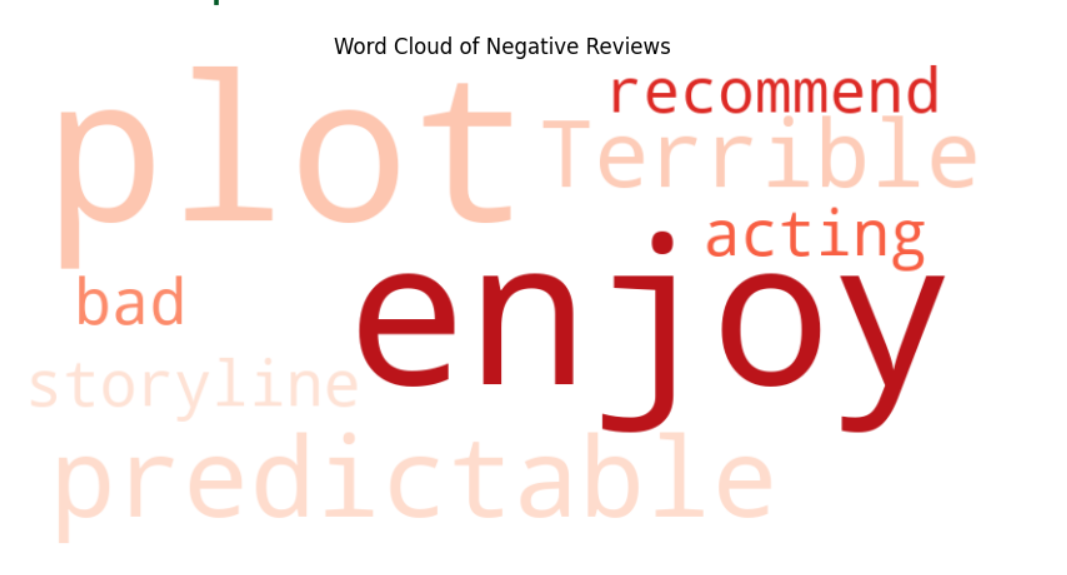 Word Cloud of Negative Reviews
recommend
plot
Terrible
acting
enjoy
bad
storyline
predictable